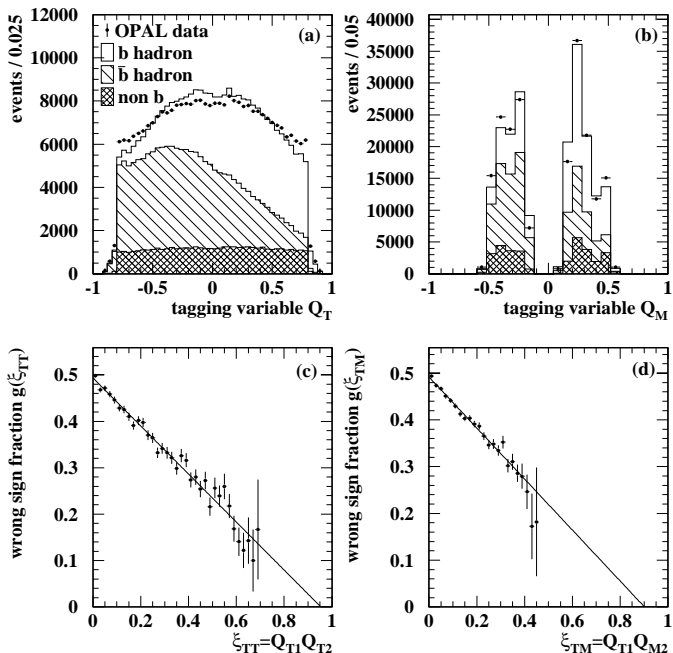 events / 0.025
12000
10000
8000
6000
4000
2000
0
OPAL data
b hadron
b̄ hadron
non b
(a)
-1 -0.5 0 0.5 1
tagging variable Q_T
events / 0.05
40000
35000
30000
25000
20000
15000
10000
5000
0
(b)
-1 -0.5 0 0.5 1
tagging variable Q_M
wrong sign fraction g(ξ_TT)
0.5
0.4
0.3
0.2
0.1
0
(c)
0 0.2 0.4 0.6 0.8 1
ξ_TT=Q_T1Q_T2
wrong sign fraction g(ξ_TM)
0.5
0.4
0.3
0.2
0.1
0
(d)
0 0.2 0.4 0.6 0.8 1
ξ_TM=Q_T1Q_M2